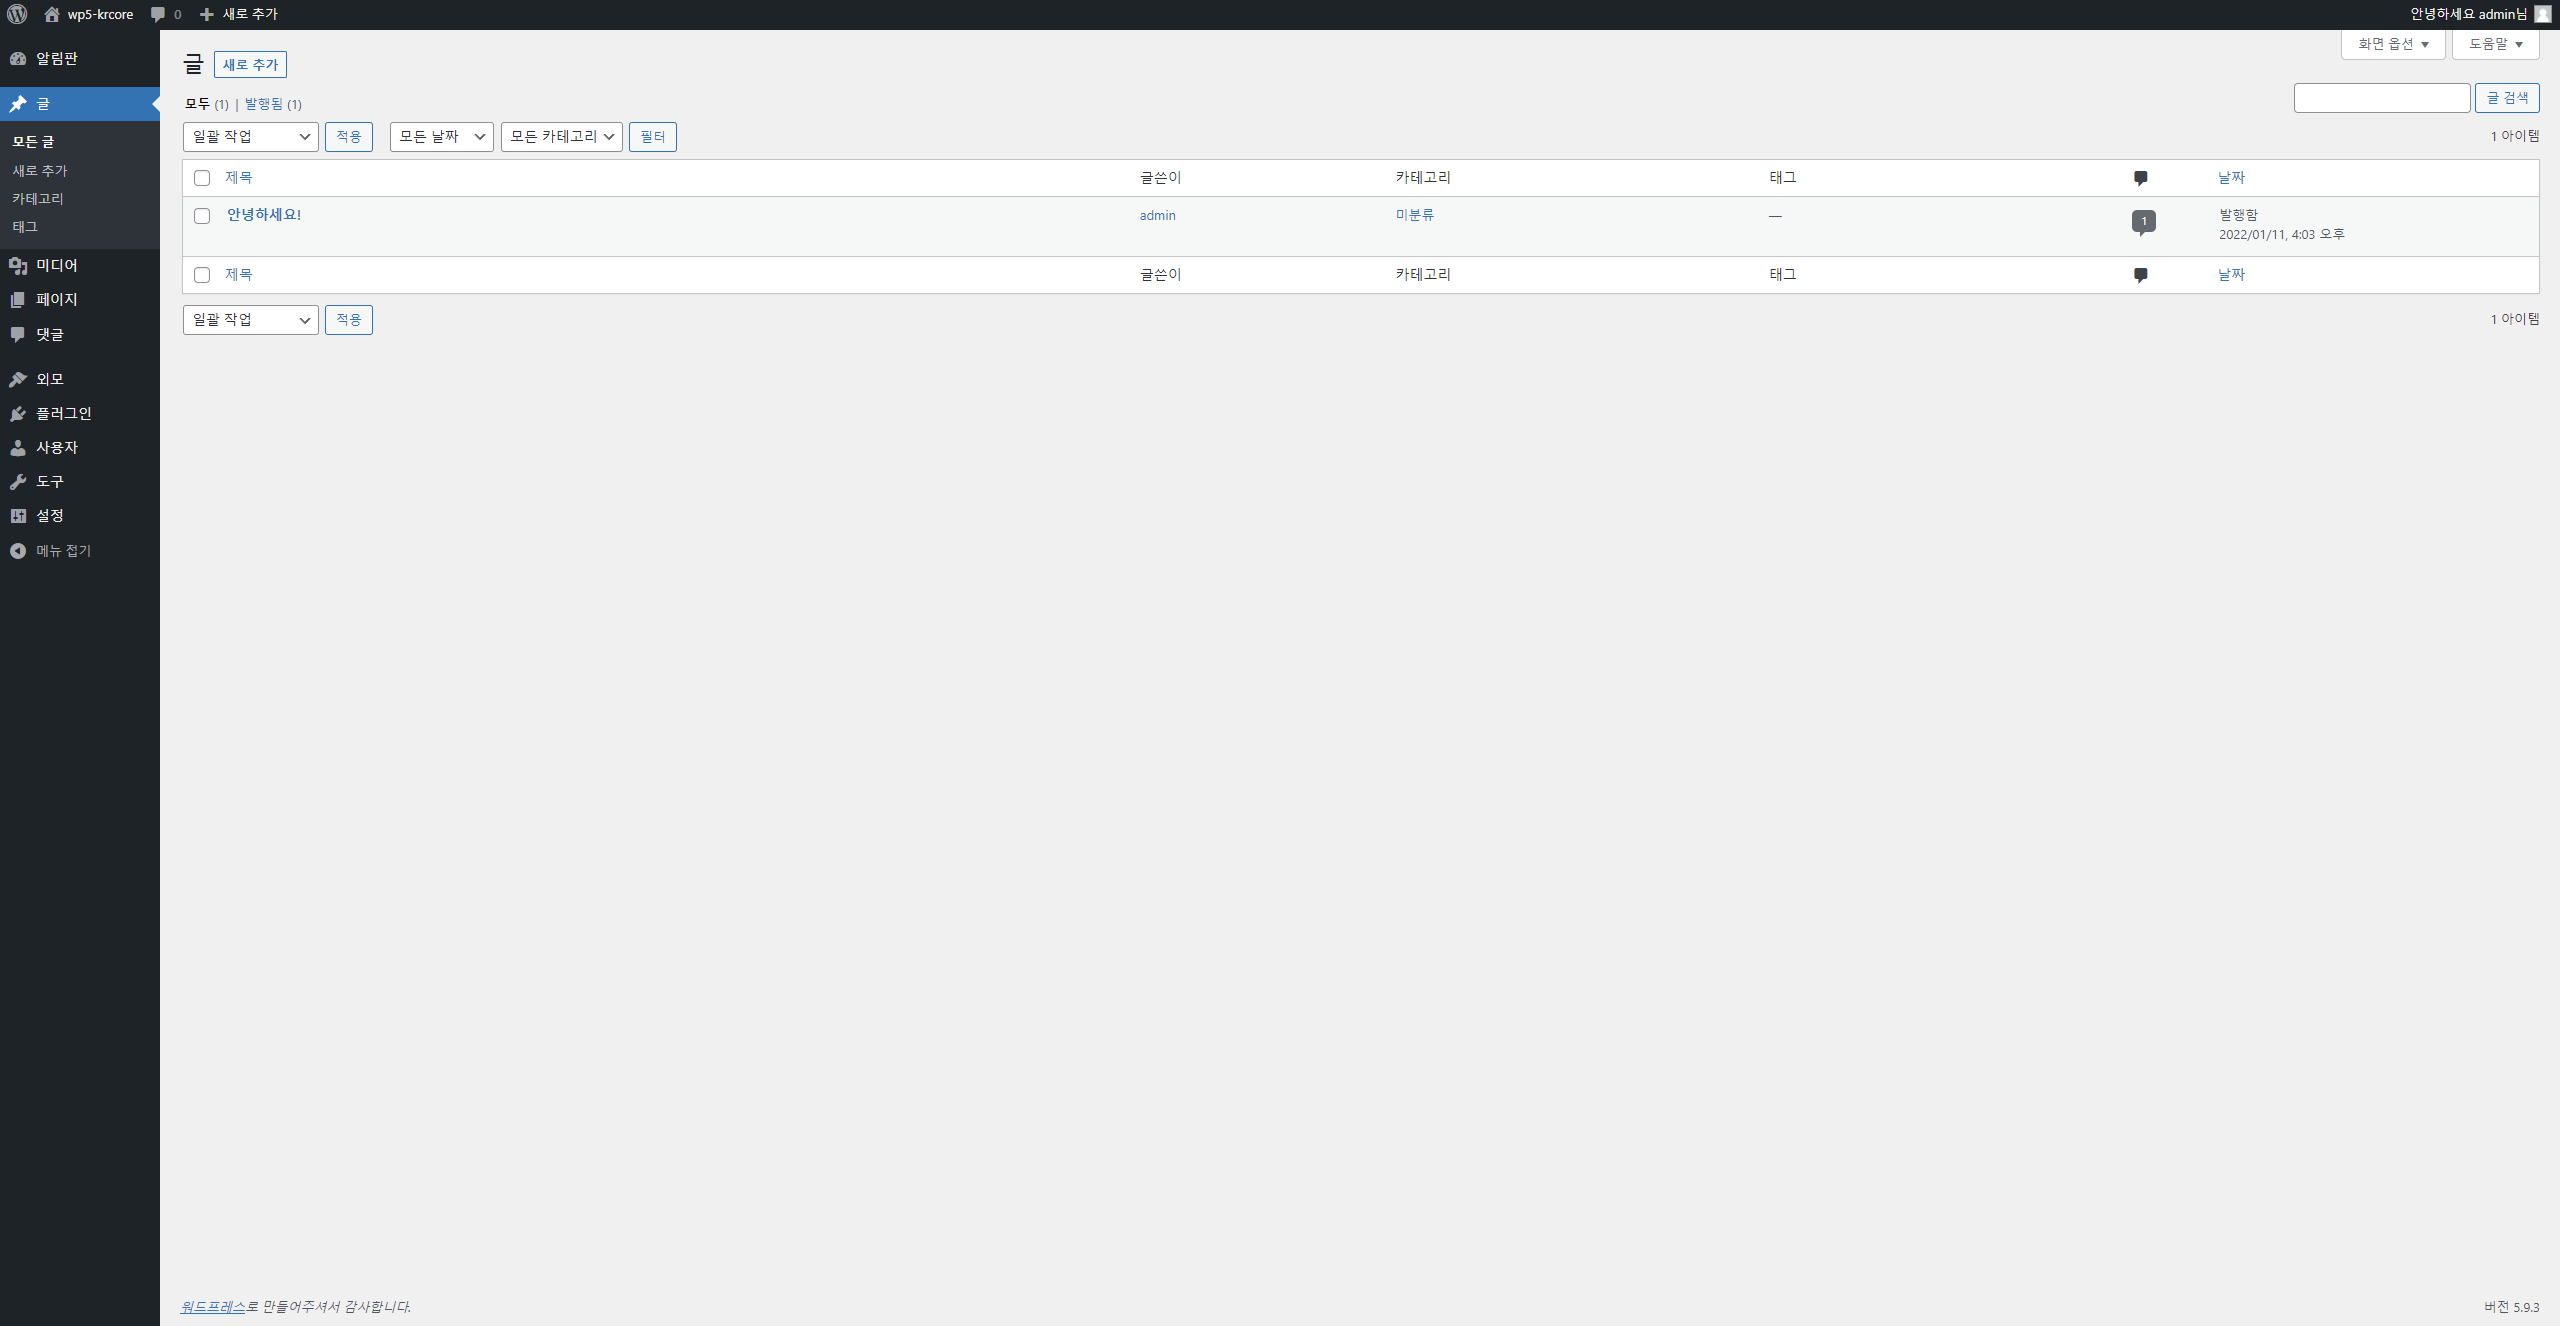 wp5-krcore 0 새로 추가 안녕하세요 admin님
알림판
글
모든 글
새로 추가
카테고리
태그
미디어
페이지
댓글
외모
플러그인
사용자
도구
설정
메뉴 접기
화면 옵션 ▼ 도움말 ▼
글 새로 추가
모두 (1) | 발행됨 (1)
글 검색
일괄 작업 적용 모든 날짜 모든 카테고리 필터 1 아이템
제목 글쓴이 카테고리 태그 날짜
안녕하세요! admin 미분류 — 1 발행함
2022/01/11, 4:03 오후
제목 글쓴이 카테고리 태그 날짜
일괄 작업 적용 1 아이템
워드프레스로 만들어주셔서 감사합니다. 버전 5.9.3